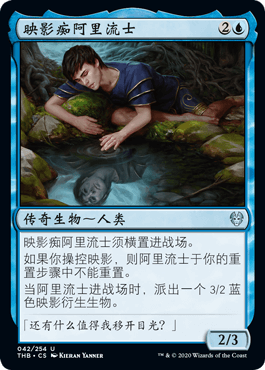 映影痴阿里流士 2
传奇生物～人类
映影痴阿里流士须横置进战场。
如果你操控映影，则阿里流士于你的重
置步骤中不能重置。
当阿里流士进战场时，派出一个 3/2 蓝
色映影衍生生物。
「还有什么值得我移开目光？」
2/3
042/254 U
THB • CS KIERAN YANNER
™ & © 2020 Wizards of the Coast